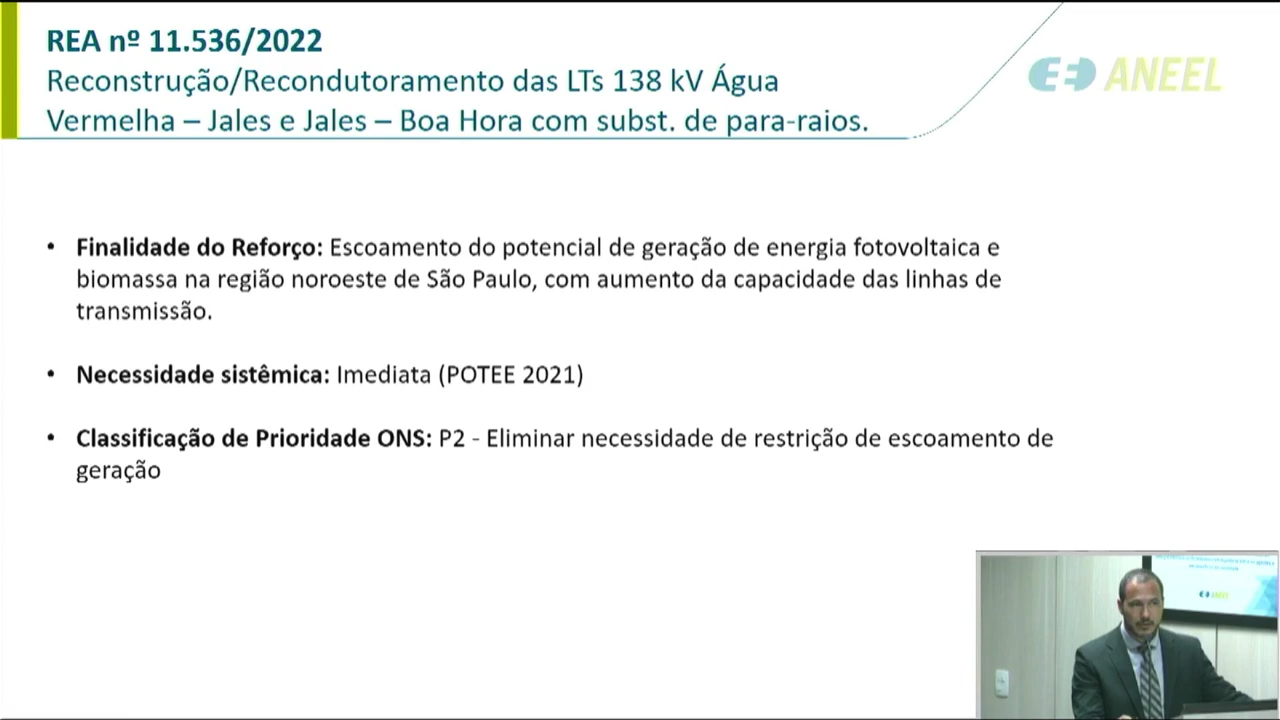 REA nº 11.536/2022
Reconstrução/Recondutoramento das LTs 138 kV Água
Vermelha – Jales e Jales – Boa Hora com subst. de para-raios.
ANEEL
• Finalidade do Reforço: Escoamento do potencial de geração de energia fotovoltaica e
biomassa na região noroeste de São Paulo, com aumento da capacidade das linhas de
transmissão.
• Necessidade sistêmica: Imediata (POTEE 2021)
• Classificação de Prioridade ONS: P2 - Eliminar necessidade de restrição de escoamento de
geração
ANEEL